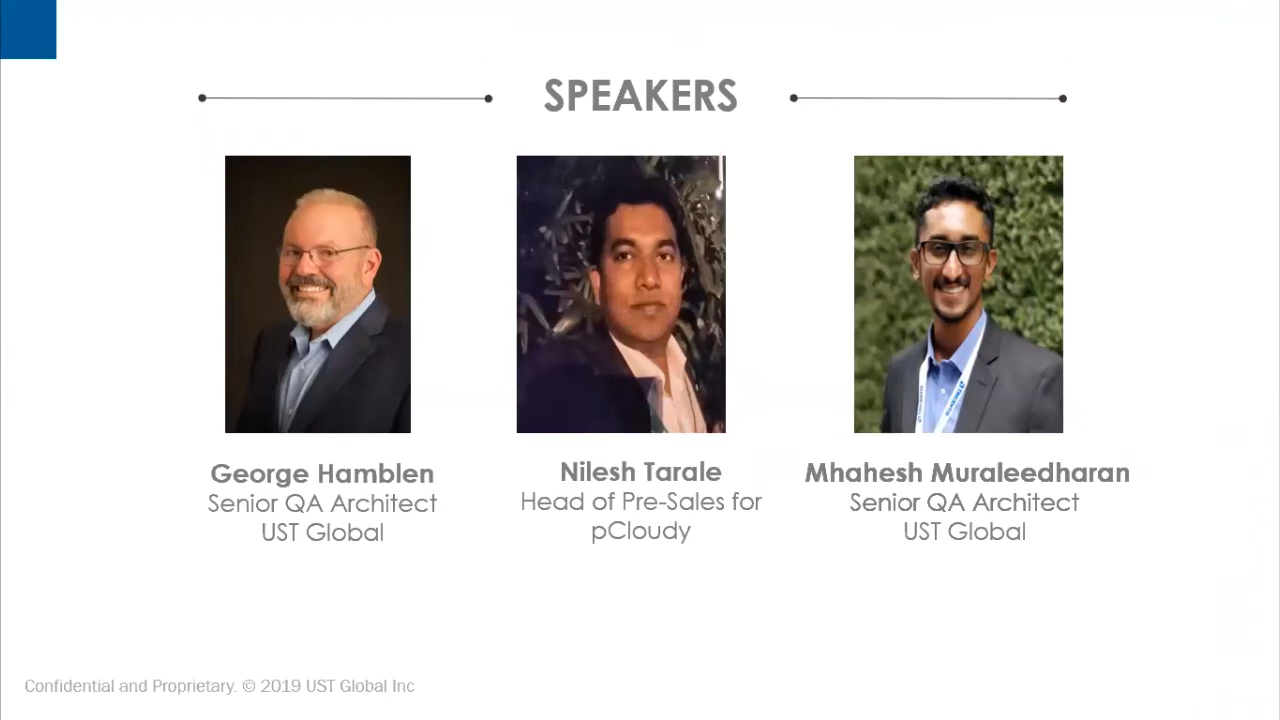 SPEAKERS
George Hamblen
Senior QA Architect
UST Global
Nilesh Tarale
Head of Pre-Sales for
pCloudy
Mhahesh Muraleedharan
Senior QA Architect
UST Global
Confidential and Proprietary. © 2019 UST Global Inc